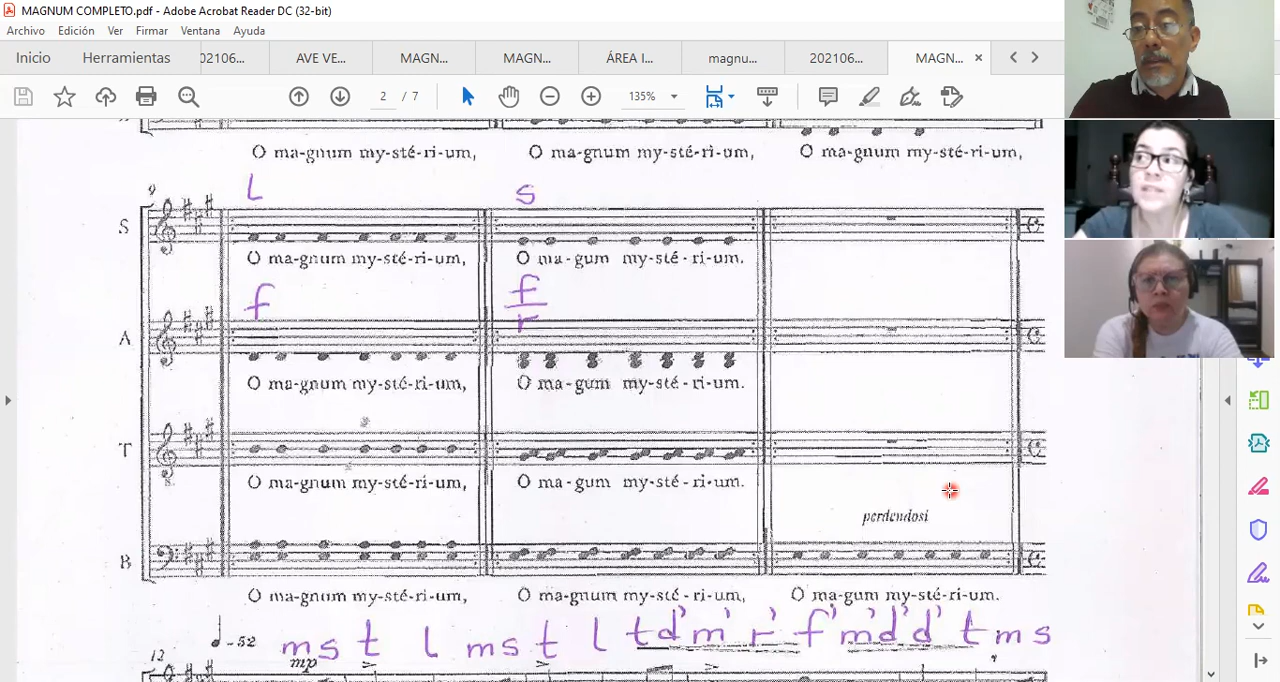 MAGNUM COMPLETO.pdf - Adobe Acrobat Reader DC (32-bit)
Archivo Edición Ver Firmar Ventana Ayuda
Inicio Herramientas 02106... AVE VE... MAGN... MAGN... ÁREA I... magnu... 202106... MAGN... ×
2 / 7 135%
O ma-gnum my-sté-ri-um, O ma-gnum my-sté-ri-um, O ma-gnum my-sté-ri-um,
9 L s
S
O ma-gnum my-sté-ri-um, O ma-gum my-sté-ri-um.
f f
r
A
O ma-gnum my-sté-ri-um, O ma-gum my-sté-ri-um.
T
8
O ma-gnum my-sté-ri-um, O ma-gum my-sté-ri-um.
perdendosi
B
O ma-gnum my-sté-ri-um, O ma-gnum my-sté-ri-um, O ma-gum my-sté-ri-um.
-52 m s t l m s t l t d' m' r' f' m' d' d' t m s
12 mp